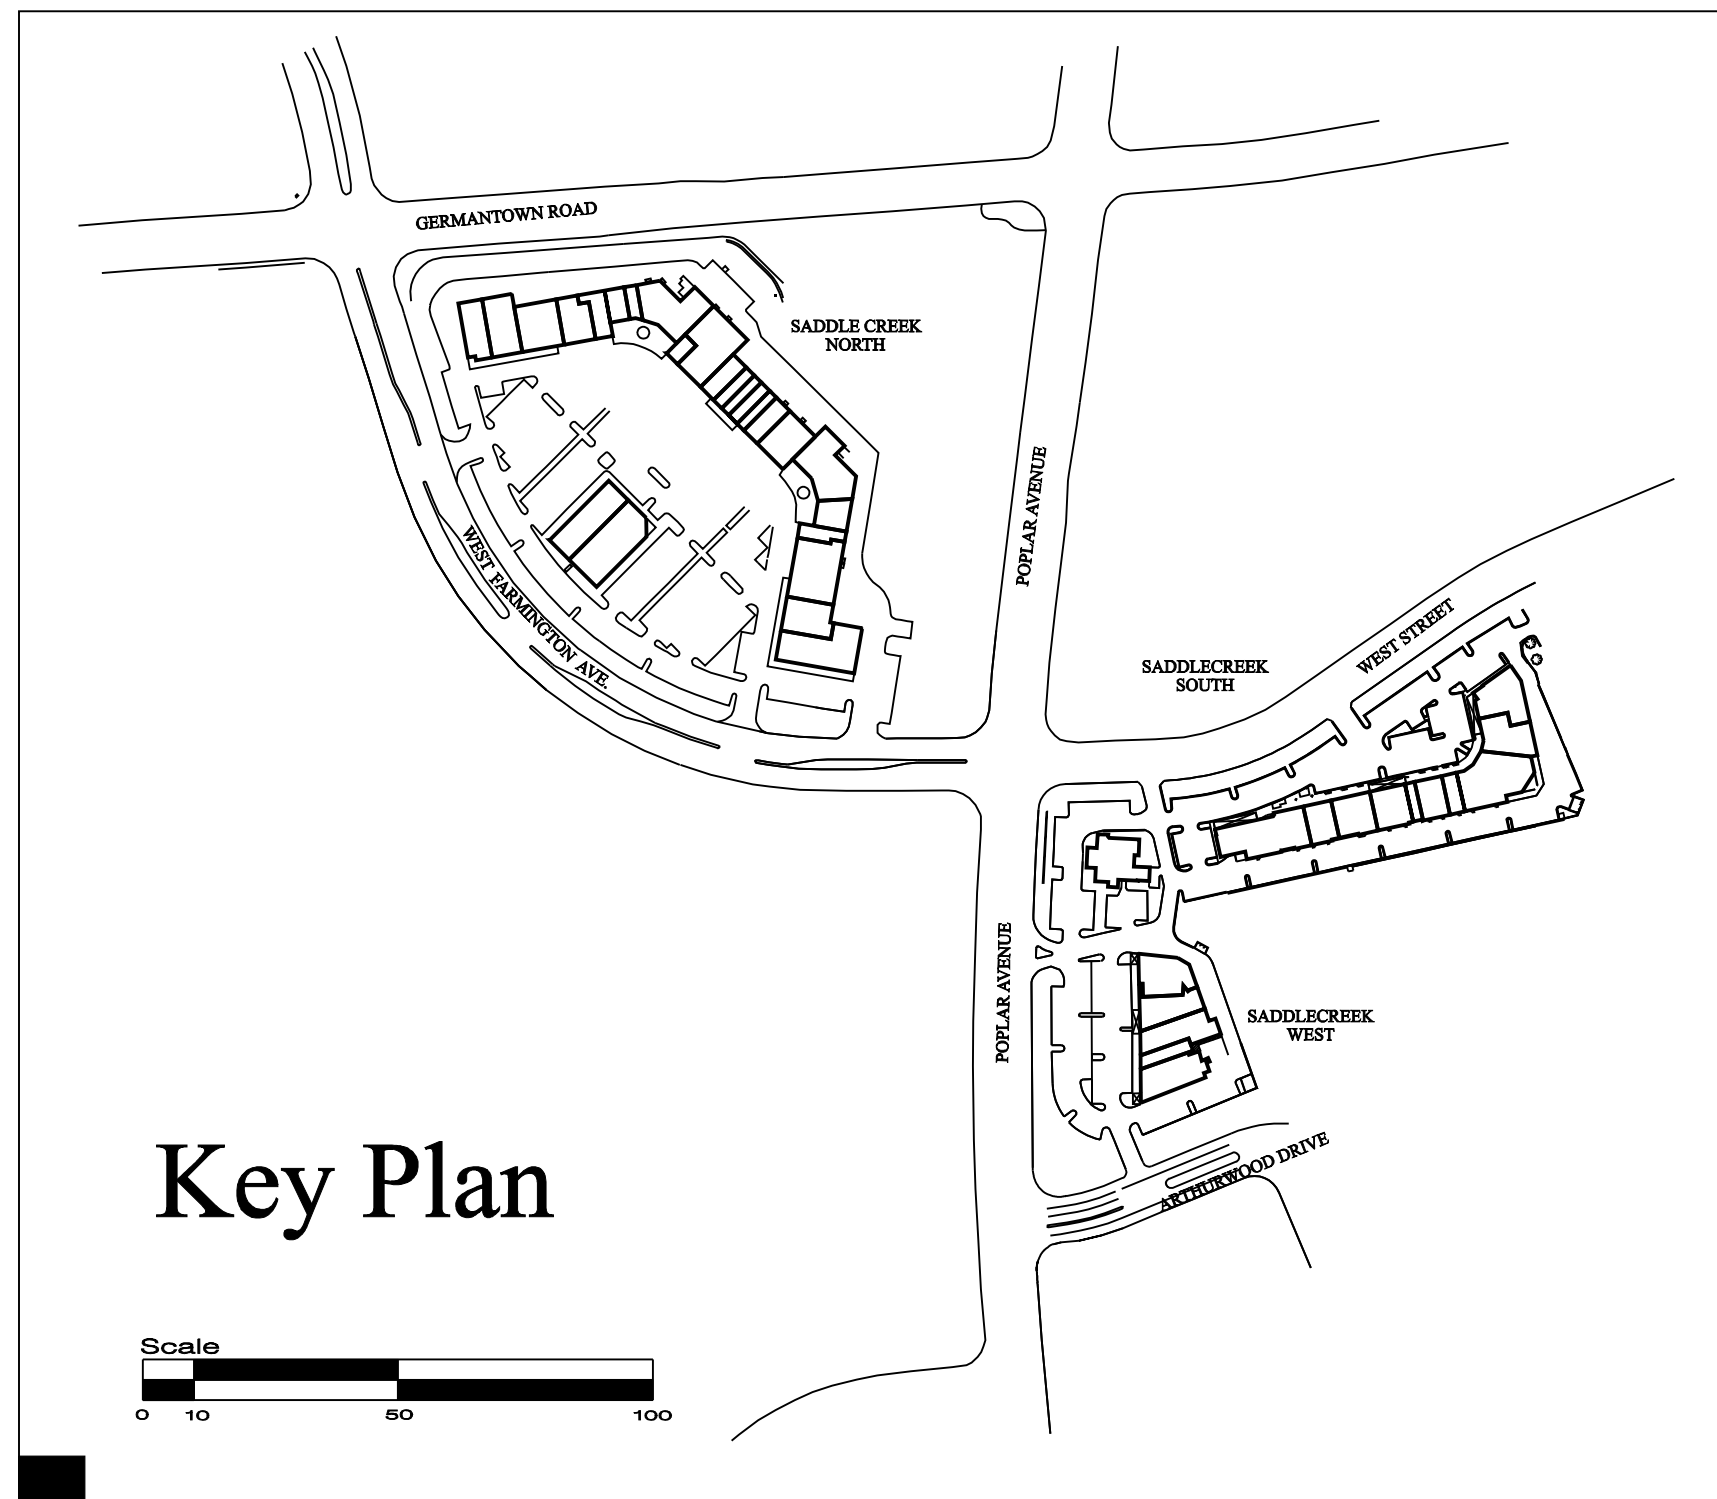 GERMANTOWN ROAD
SADDLE CREEK
NORTH
POPLAR AVENUE
WEST FARMINGTON AVE.
WEST STREET
SADDLECREEK
SOUTH
POPLAR AVENUE
SADDLECREEK
WEST
ARTHURWOOD DRIVE
Key Plan
Scale
0 10 50 100